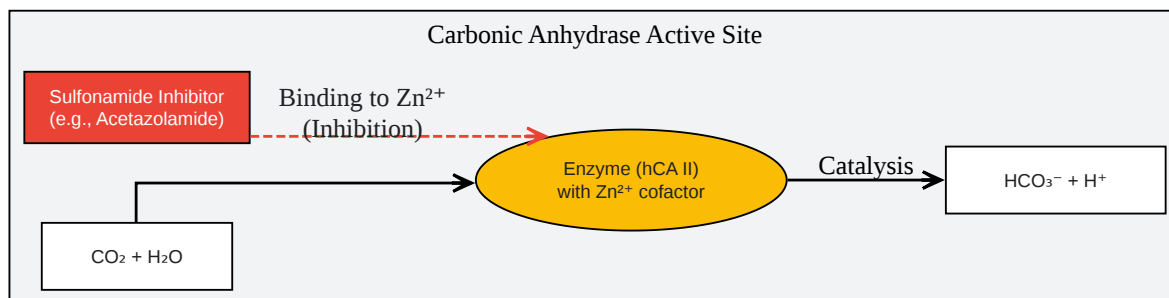 Carbonic Anhydrase Active Site
Sulfonamide Inhibitor
(e.g., Acetazolamide)
Binding to Zn²⁺
(Inhibition)
Enzyme (hCA II)
with Zn²⁺ cofactor
Catalysis
HCO₃⁻ + H⁺
CO₂ + H₂O